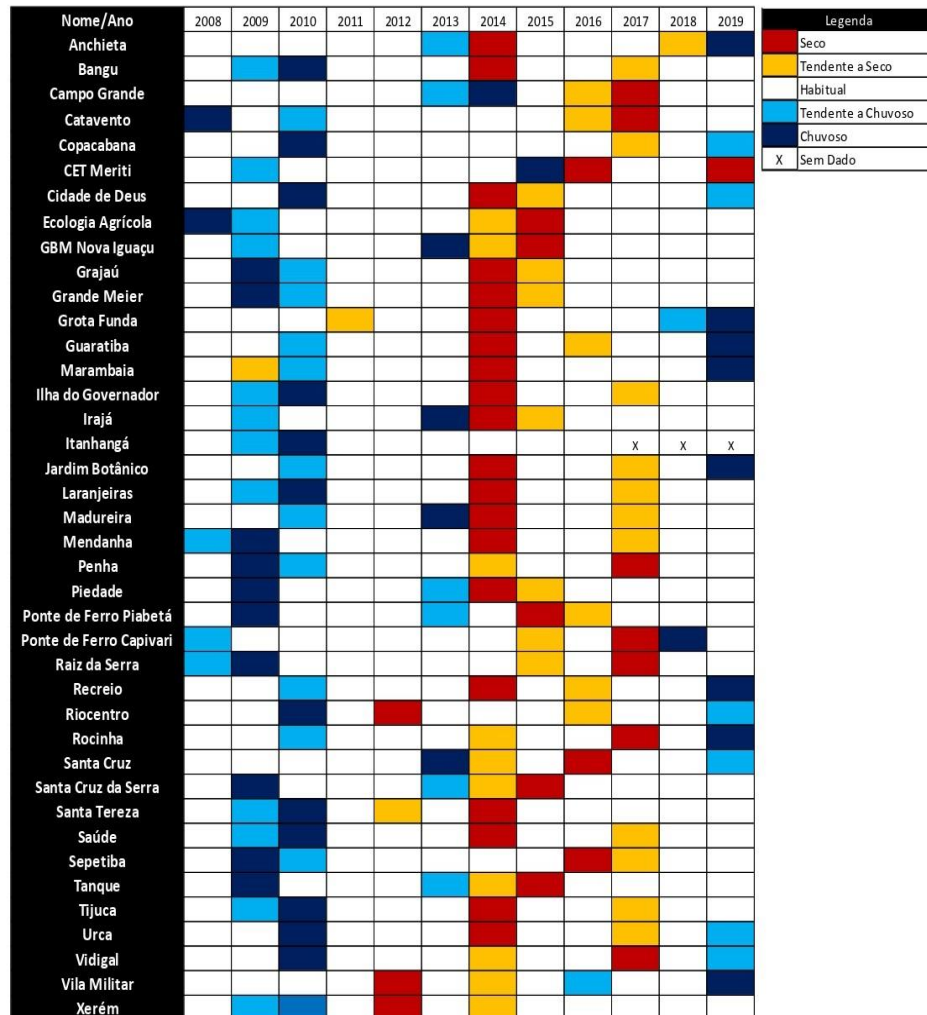 Nome/Ano 2008 2009 2010 2011 2012 2013 2014 2015 2016 2017 2018 2019
Anchieta
Bangu
Campo Grande
Catavento
Copacabana
CET Meriti
Cidade de Deus
Ecologia Agrícola
GBM Nova Iguaçu
Grajaú
Grande Meier
Grota Funda
Guaratiba
Marambaia
Ilha do Governador
Irajá
Itanhangá X X X
Jardim Botânico
Laranjeiras
Madureira
Mendanha
Penha
Piedade
Ponte de Ferro Piabetá
Ponte de Ferro Capivari
Raiz da Serra
Recreio
Riocentro
Rocinha
Santa Cruz
Santa Cruz da Serra
Santa Tereza
Saúde
Sepetiba
Tanque
Tijuca
Urca
Vidigal
Vila Militar
Xerém
Legenda
Seco
Tendente a Seco
Habitual
Tendente a Chuvoso
Chuvoso
X Sem Dado